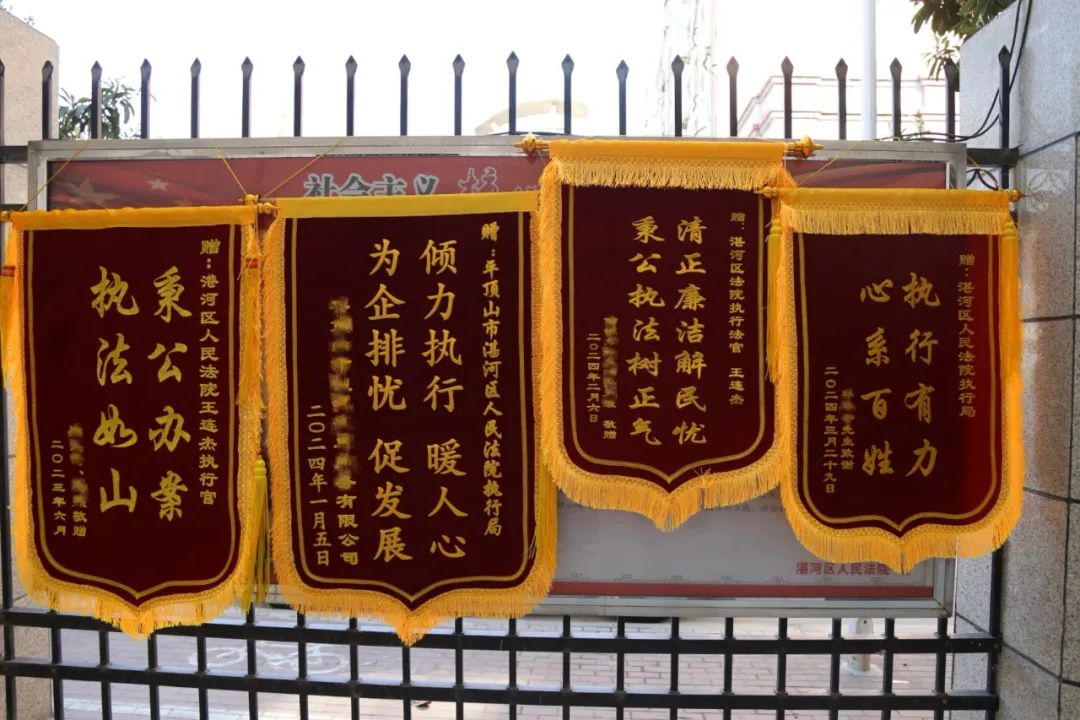 社会主义 核
赠:湛河区人民法院王连杰执行官
秉公办案
执法如山
敬赠
二〇二三年六月
赠:平顶山市湛河区人民法院执行局
倾力执行 暖人心
为企排忧 促发展
有限公司
二〇二四年一月五日
赠:湛河区法院执行法官 王连杰
清正廉洁解民忧
秉公执法树正气
敬赠
二〇二四年二月六日
赠:湛河区人民法院执行局
执行有力
心系百姓
先生致谢
二〇二四年三月二十九日
湛河区人民法院